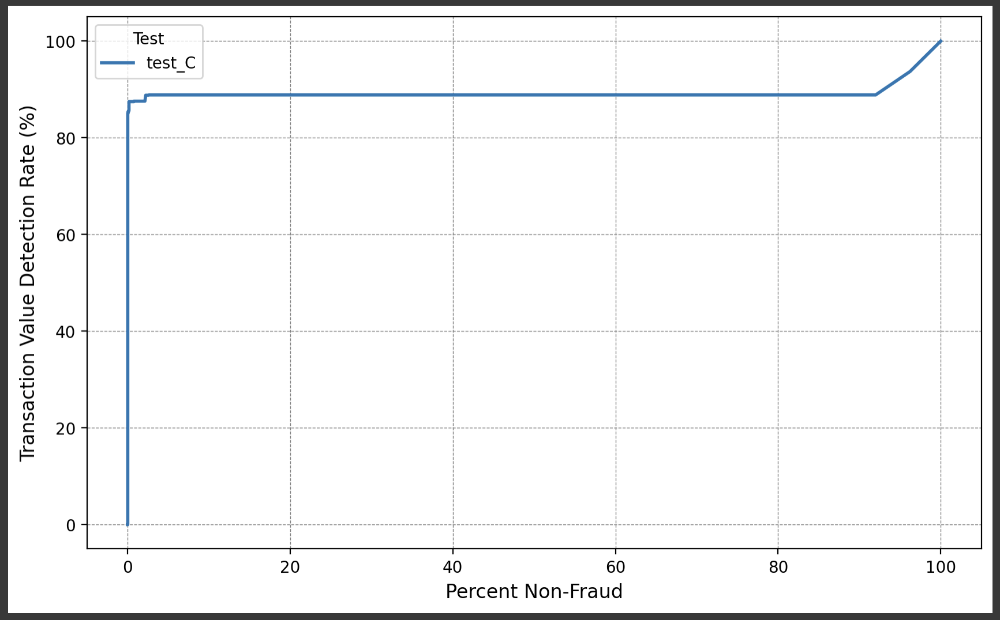 Test
test_C
100
80
60
40
20
0
Transaction Value Detection Rate (%)
0 20 40 60 80 100
Percent Non-Fraud